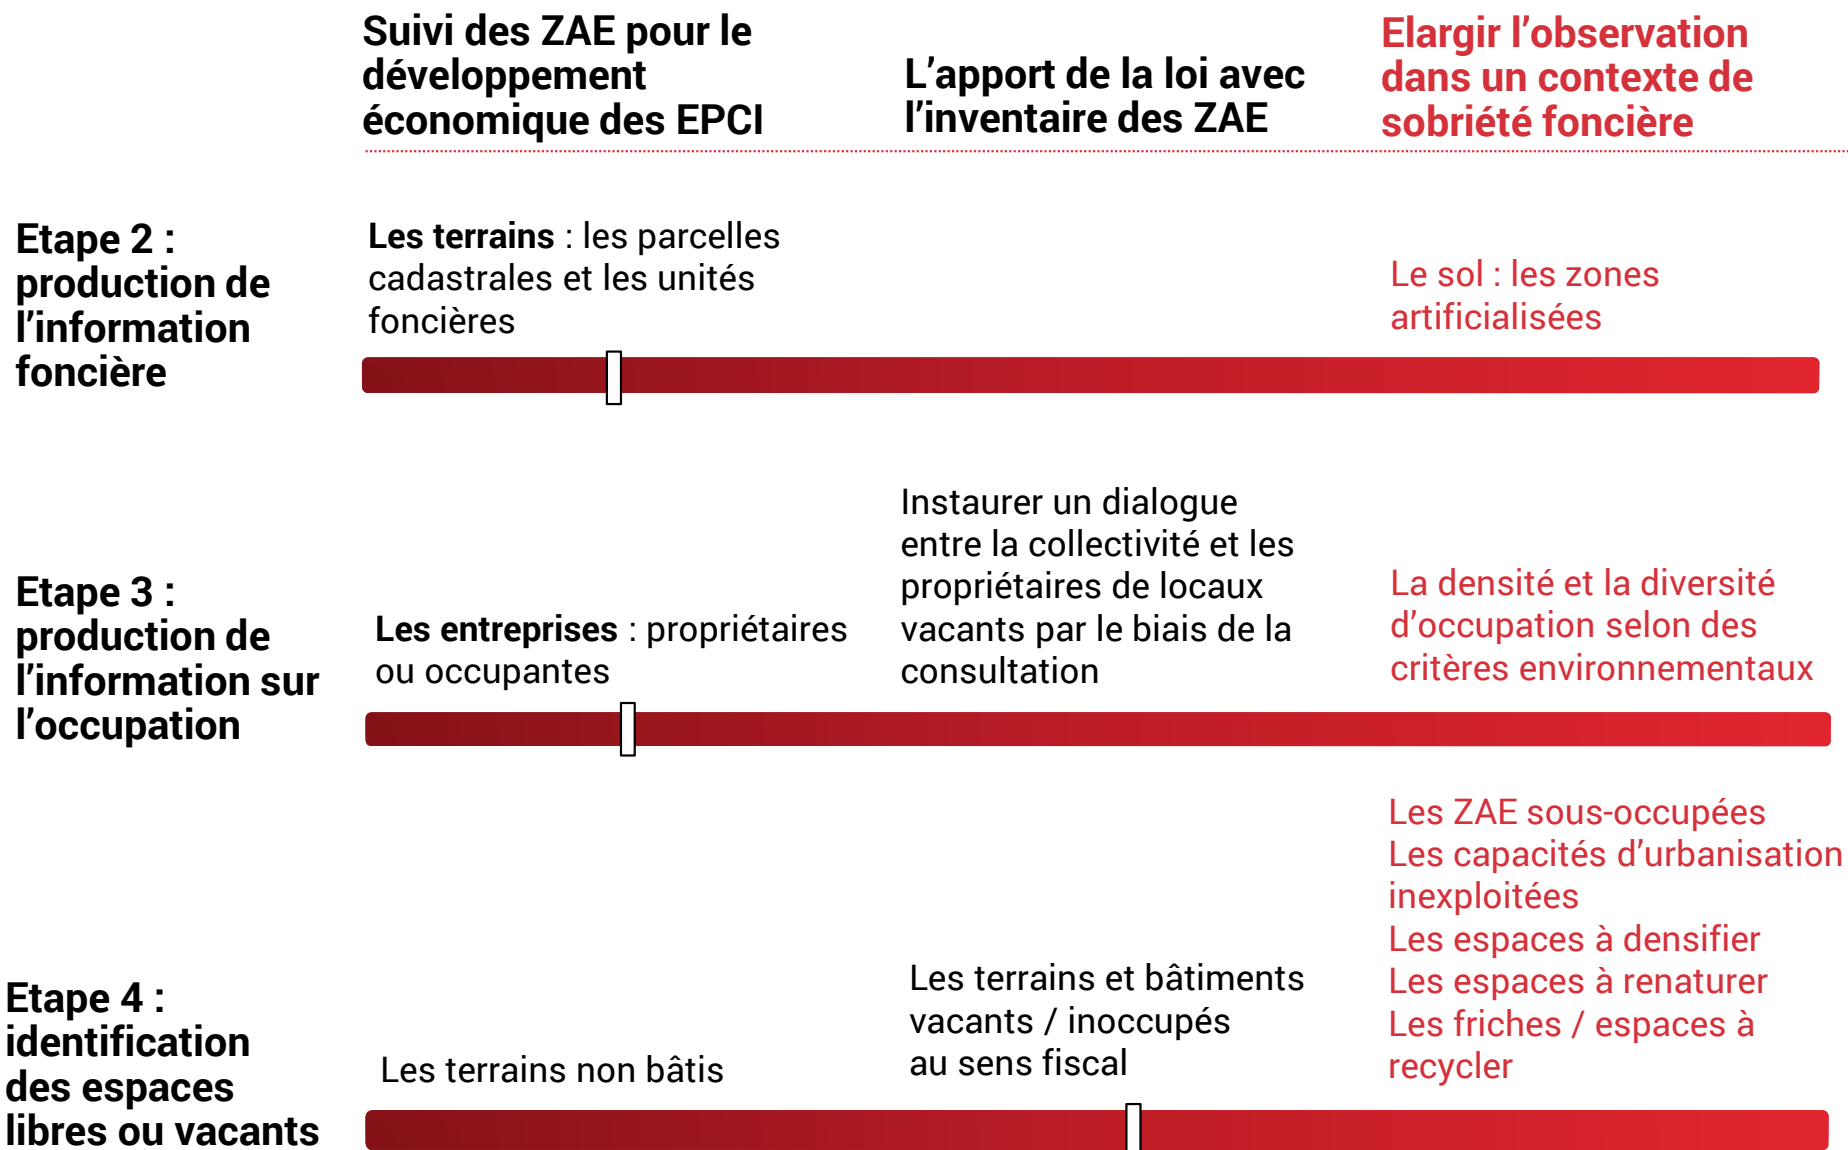 Suivi des ZAE pour le
développement
économique des EPCI
L'apport de la loi avec
l'inventaire des ZAE
Elargir l'observation
dans un contexte de
sobriété foncière
Etape 2 :
production de
l'information
foncière
Les terrains : les parcelles
cadastrales et les unités
foncières
Le sol : les zones
artificialisées
Etape 3 :
production de
l'information sur
l'occupation
Les entreprises : propriétaires
ou occupantes
Instaurer un dialogue
entre la collectivité et les
propriétaires de locaux
vacants par le biais de la
consultation
La densité et la diversité
d'occupation selon des
critères environnementaux
Etape 4 :
identification
des espaces
libres ou vacants
Les terrains non bâtis
Les terrains et bâtiments
vacants / inoccupés
au sens fiscal
Les ZAE sous-occupées
Les capacités d'urbanisation
inexploitées
Les espaces à densifier
Les espaces à renaturer
Les friches / espaces à
recycler